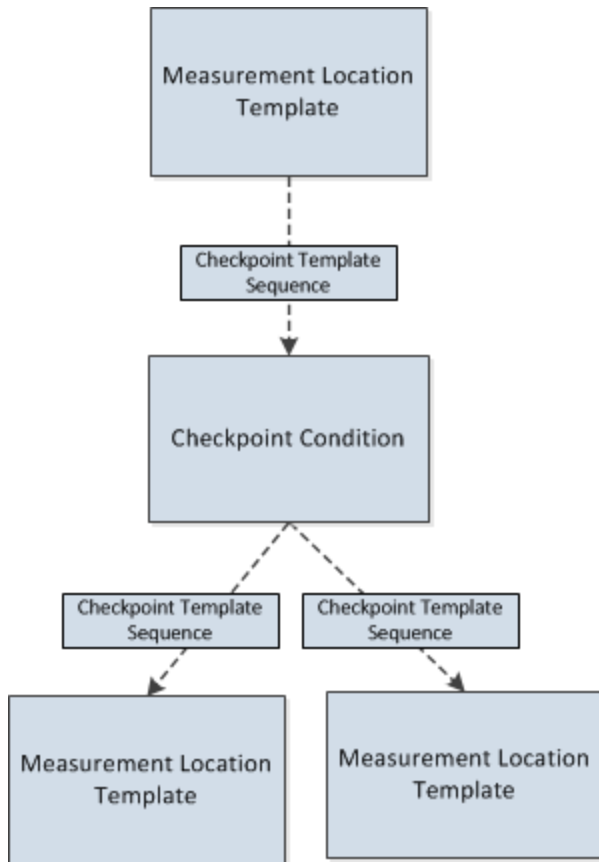 Measurement Location
Template
Checkpoint Template
Sequence
Checkpoint Condition
Checkpoint Template
Sequence
Checkpoint Template
Sequence
Measurement Location
Template
Measurement Location
Template